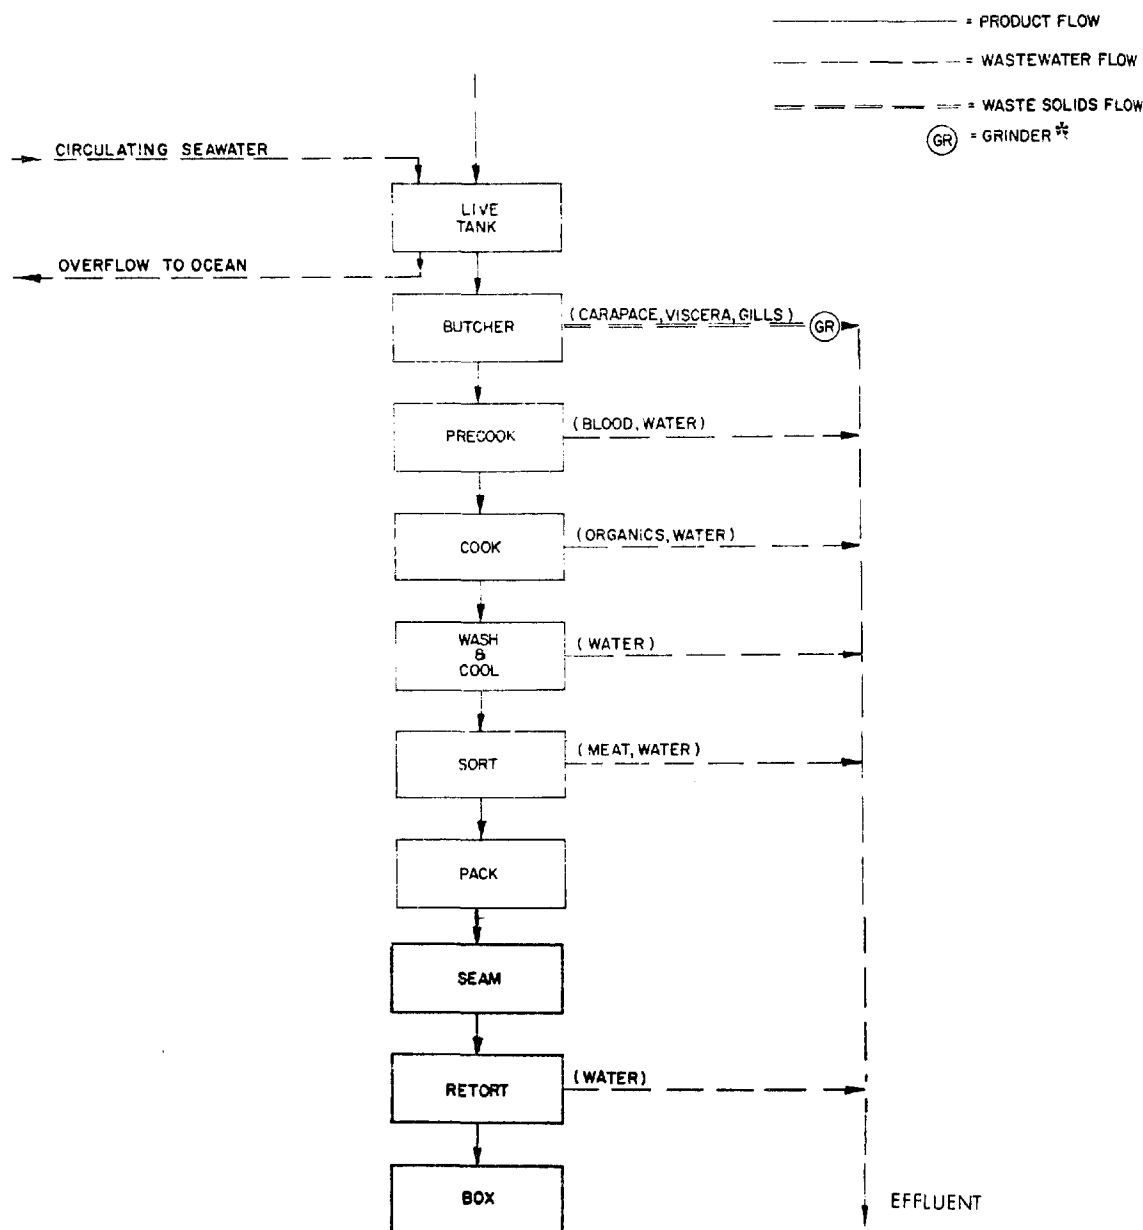 = PRODUCT FLOW
= WASTEWATER FLOW
= WASTE SOLIDS FLOW
GR = GRINDER*
CIRCULATING SEAWATER
LIVE
TANK
OVERFLOW TO OCEAN
BUTCHER
(CARAPACE, VISCERA, GILLS)
GR
PRECOOK
(BLOOD, WATER)
COOK
(ORGANICS, WATER)
WASH
&
COOL
(WATER)
SORT
(MEAT, WATER)
PACK
SEAM
RETORT
(WATER)
BOX
EFFLUENT